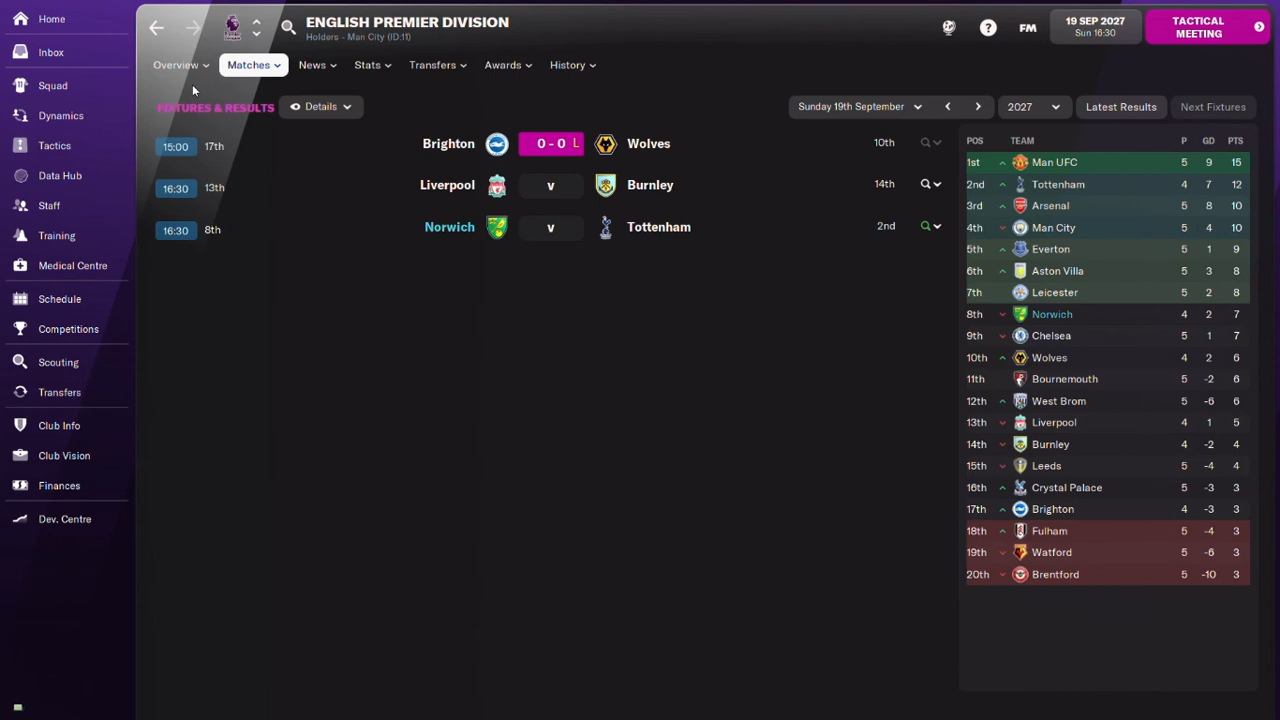 Home
Inbox
Squad
Dynamics
Tactics
Data Hub
Staff
Training
Medical Centre
Schedule
Competitions
Scouting
Transfers
Club Info
Club Vision
Finances
Dev. Centre
ENGLISH PREMIER DIVISION
Holders - Man City (ID:11)
FM
19 SEP 2027
Sun 16:30
TACTICAL
MEETING
Overview Matches News Stats Transfers Awards History
FIXTURES & RESULTS Details Sunday 19th September 2027 Latest Results Next Fixtures
15:00 17th Brighton 0 - 0 L Wolves 10th
16:30 13th Liverpool v Burnley 14th
16:30 8th Norwich v Tottenham 2nd
POS TEAM P GD PTS
1st Man UFC 5 9 15
2nd Tottenham 4 7 12
3rd Arsenal 5 8 10
4th Man City 5 4 10
5th Everton 5 1 9
6th Aston Villa 5 3 8
7th Leicester 5 2 8
8th Norwich 4 2 7
9th Chelsea 5 1 7
10th Wolves 4 2 6
11th Bournemouth 5 -2 6
12th West Brom 5 -6 6
13th Liverpool 4 1 5
14th Burnley 4 -2 4
15th Leeds 5 -4 4
16th Crystal Palace 5 -3 3
17th Brighton 4 -3 3
18th Fulham 5 -4 3
19th Watford 5 -6 3
20th Brentford 5 -10 3